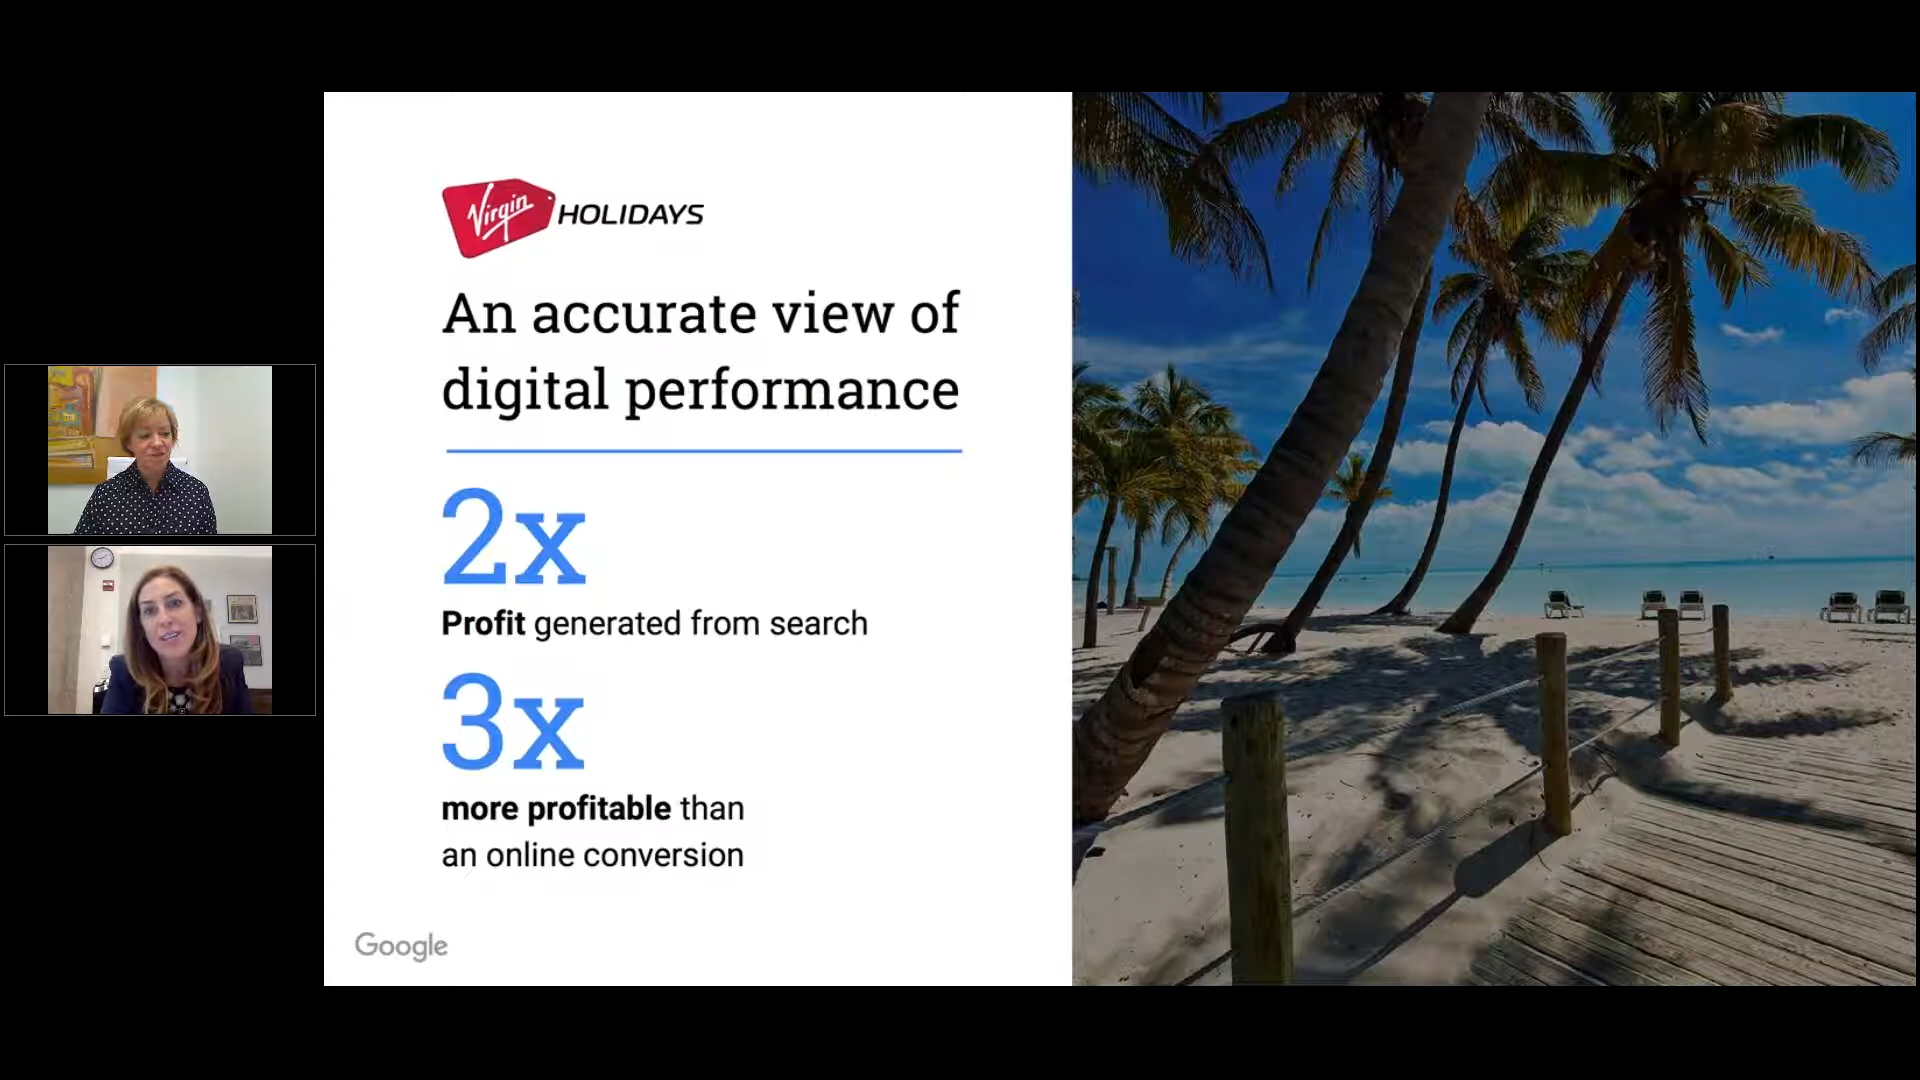 Virgin HOLIDAYS
An accurate view of
digital performance
2x
Profit generated from search
3x
more profitable than
an online conversion
Google